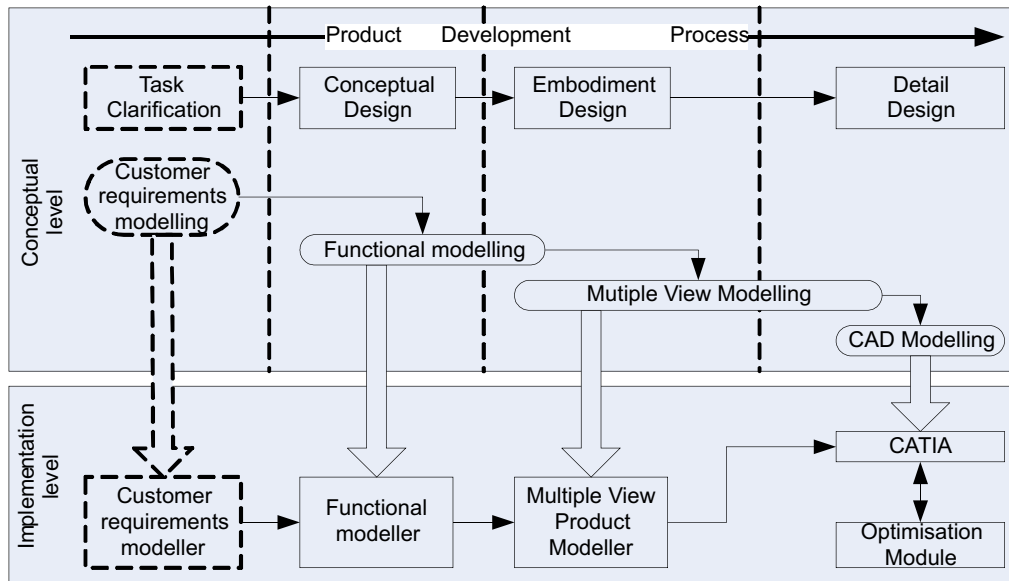 Product Development Process
Task
Clarification
Conceptual
Design
Embodiment
Design
Detail
Design
Conceptual
level
Customer
requirements
modelling
Functional modelling
Mutiple View Modelling
CAD Modelling
Implementation
level
Customer
requirements
modeller
Functional
modeller
Multiple View
Product
Modeller
CATIA
Optimisation
Module